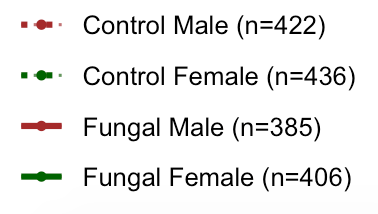 Control Male (n=422)
Control Female (n=436)
Fungal Male (n=385)
Fungal Female (n=406)